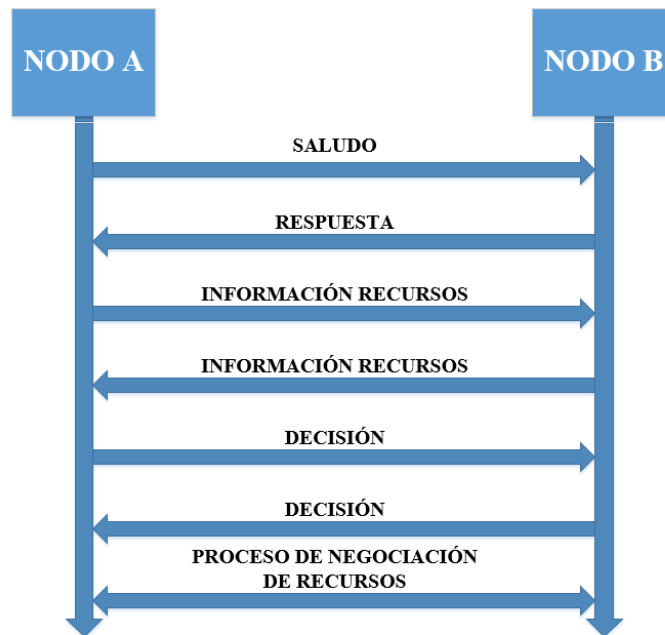 NODO A
NODO B
SALUDO
RESPUESTA
INFORMACIÓN RECURSOS
INFORMACIÓN RECURSOS
DECISIÓN
DECISIÓN
PROCESO DE NEGOCIACIÓN
DE RECURSOS